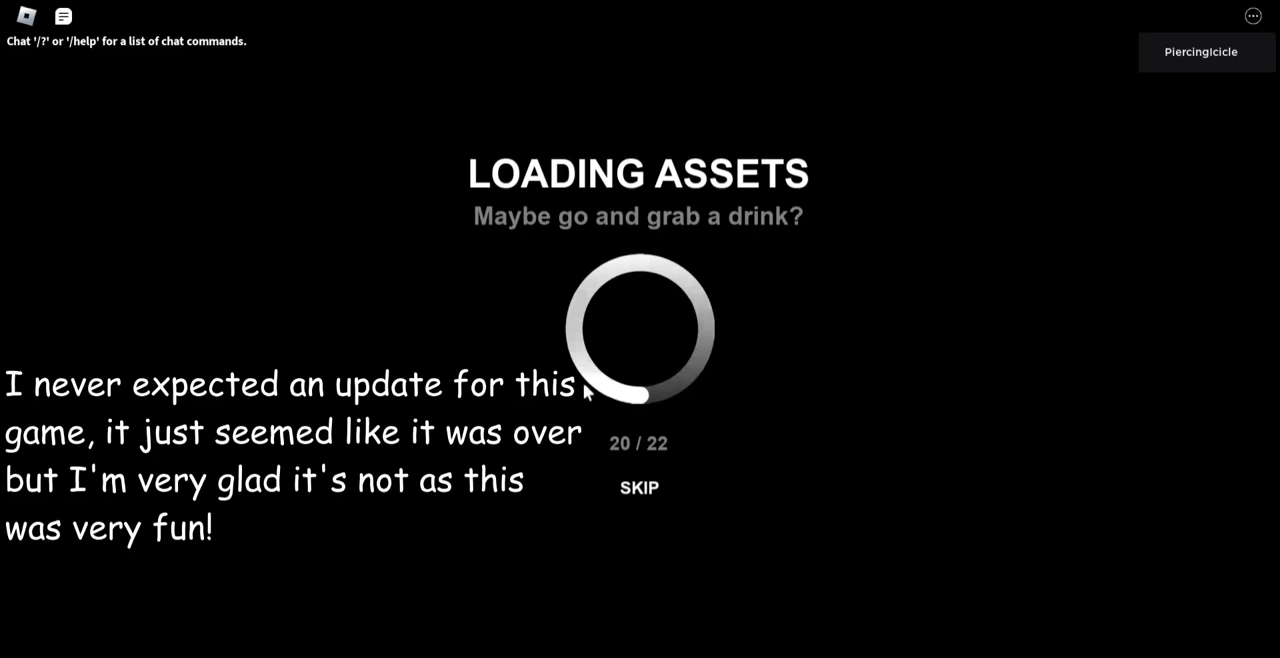 Chat '/?' or '/help' for a list of chat commands.
PiercingIcicle
LOADING ASSETS
Maybe go and grab a drink?
I never expected an update for this
game, it just seemed like it was over
but I'm very glad it's not as this
was very fun!
20 / 22
SKIP